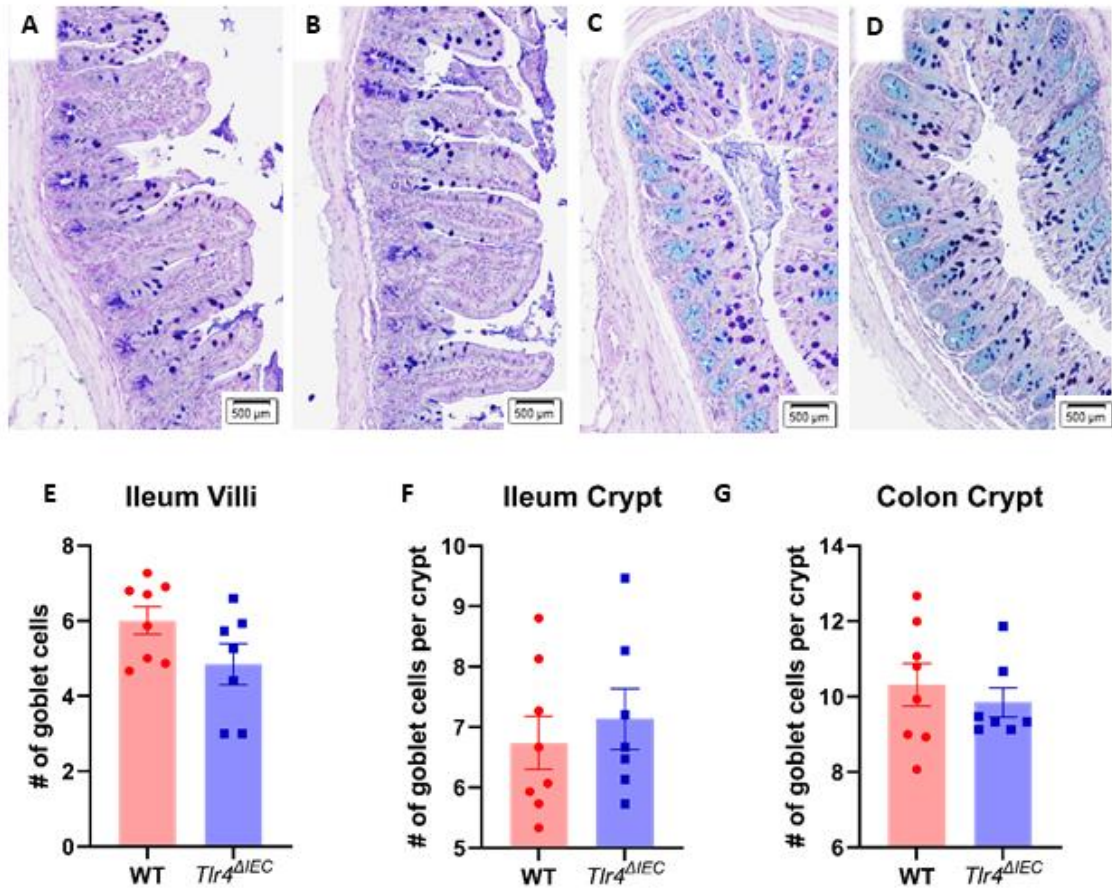 A
B
C
D
500 µm
500 µm
500 µm
500 µm
E
Ileum Villi
F
Ileum Crypt
G
Colon Crypt
# of goblet cells
8
6
4
2
0
WT
Tlr4ΔIEC
# of goblet cells per crypt
10
9
8
7
6
5
WT
Tlr4ΔIEC
# of goblet cells per crypt
14
12
10
8
6
WT
Tlr4ΔIEC